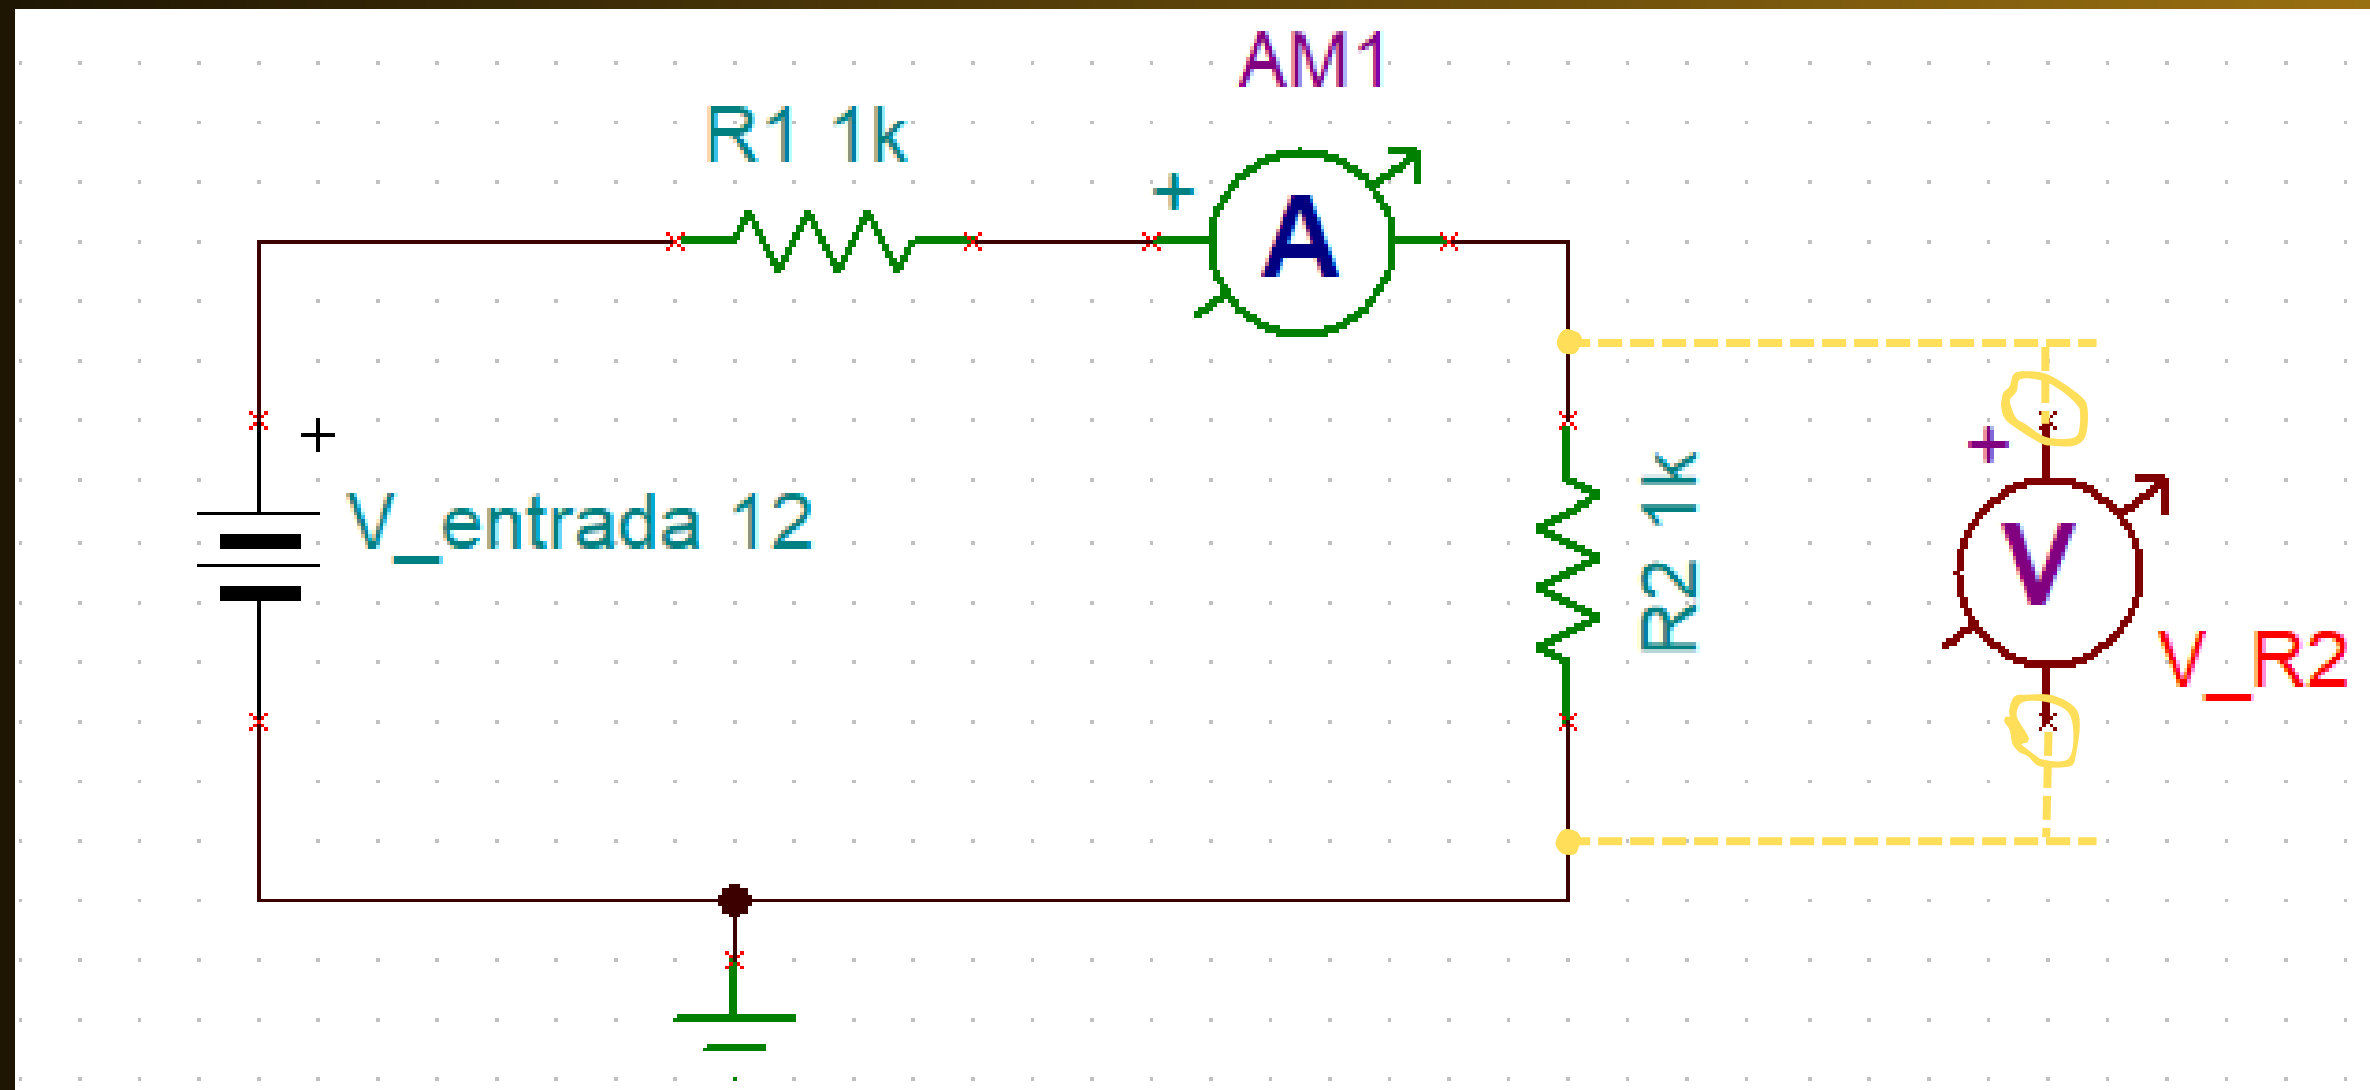 AM1
R1 1k
+
A
+
V_entrada 12
R2 1k
+
V
V_R2